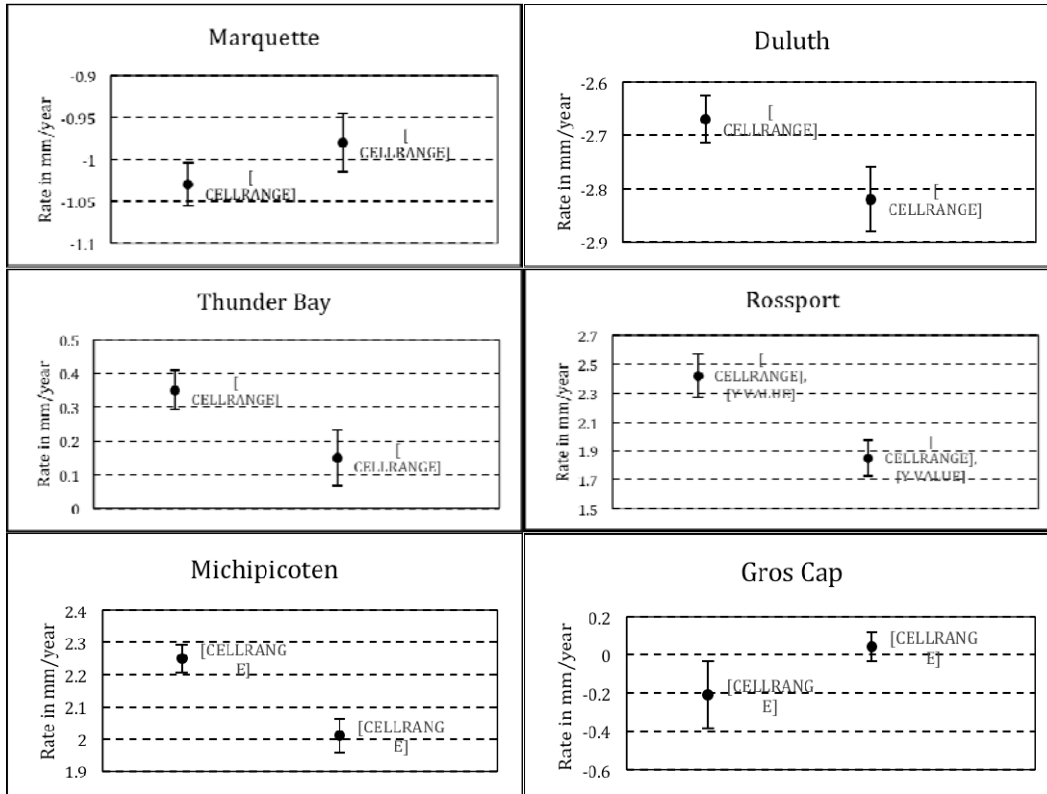 Marquette
Rate in mm/year
-0.9
-0.95
-1
-1.05
-1.1
[
CELLRANGE]
[
CELLRANGE]
Duluth
Rate in mm/year
-2.6
-2.7
-2.8
-2.9
[
CELLRANGE]
[
CELLRANGE]
Thunder Bay
Rate in mm/year
0.5
0.4
0.3
0.2
0.1
0
[
CELLRANGE]
[
CELLRANGE]
Rossport
Rate in mm/year
2.7
2.5
2.3
2.1
1.9
1.7
1.5
[
CELLRANGE],
[Y VALUE]
[
CELLRANGE],
[Y VALUE]
Michipicoten
Rate in mm/year
2.4
2.3
2.2
2.1
2
1.9
[CELLRANG
E]
[CELLRANG
E]
Gros Cap
Rate in mm/year
0.2
0
-0.2
-0.4
-0.6
[CELLRANG
E]
[CELLRANG
E]